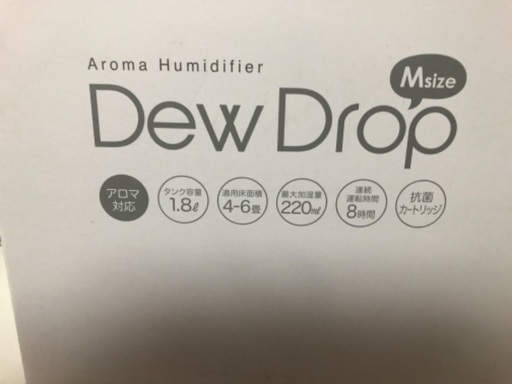 Aroma Humidifier
Msize
Dew Drop
アロマ
対応
タンク容量
1.8ℓ
適用床面積
4-6畳
最大加湿量
220mℓ
連続
運転時間
8時間
抗菌
カートリッジ